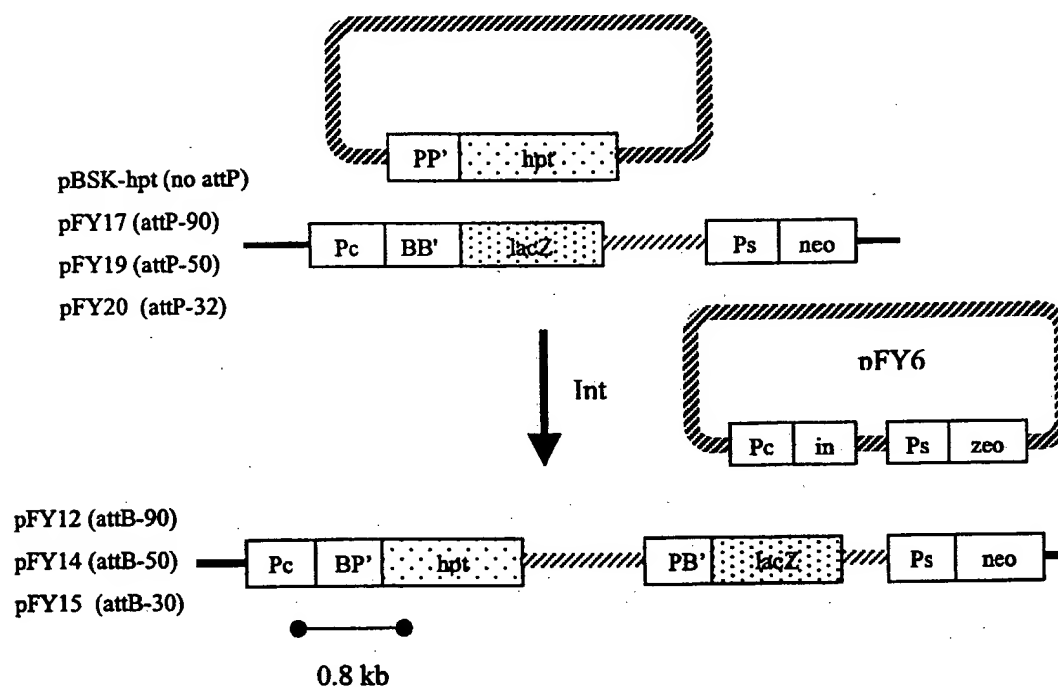 PP' hpt
pBSK-hpt (no attP)
pFY17 (attP-90)
pFY19 (attP-50)
pFY20 (attP-32)
Pc BB' lacZ Ps neo
Int
pFY6
Pc in Ps zeo
pFY12 (attB-90)
pFY14 (attB-50)
pFY15 (attB-30)
Pc BP' hpt PB' lacZ Ps neo
0.8 kb